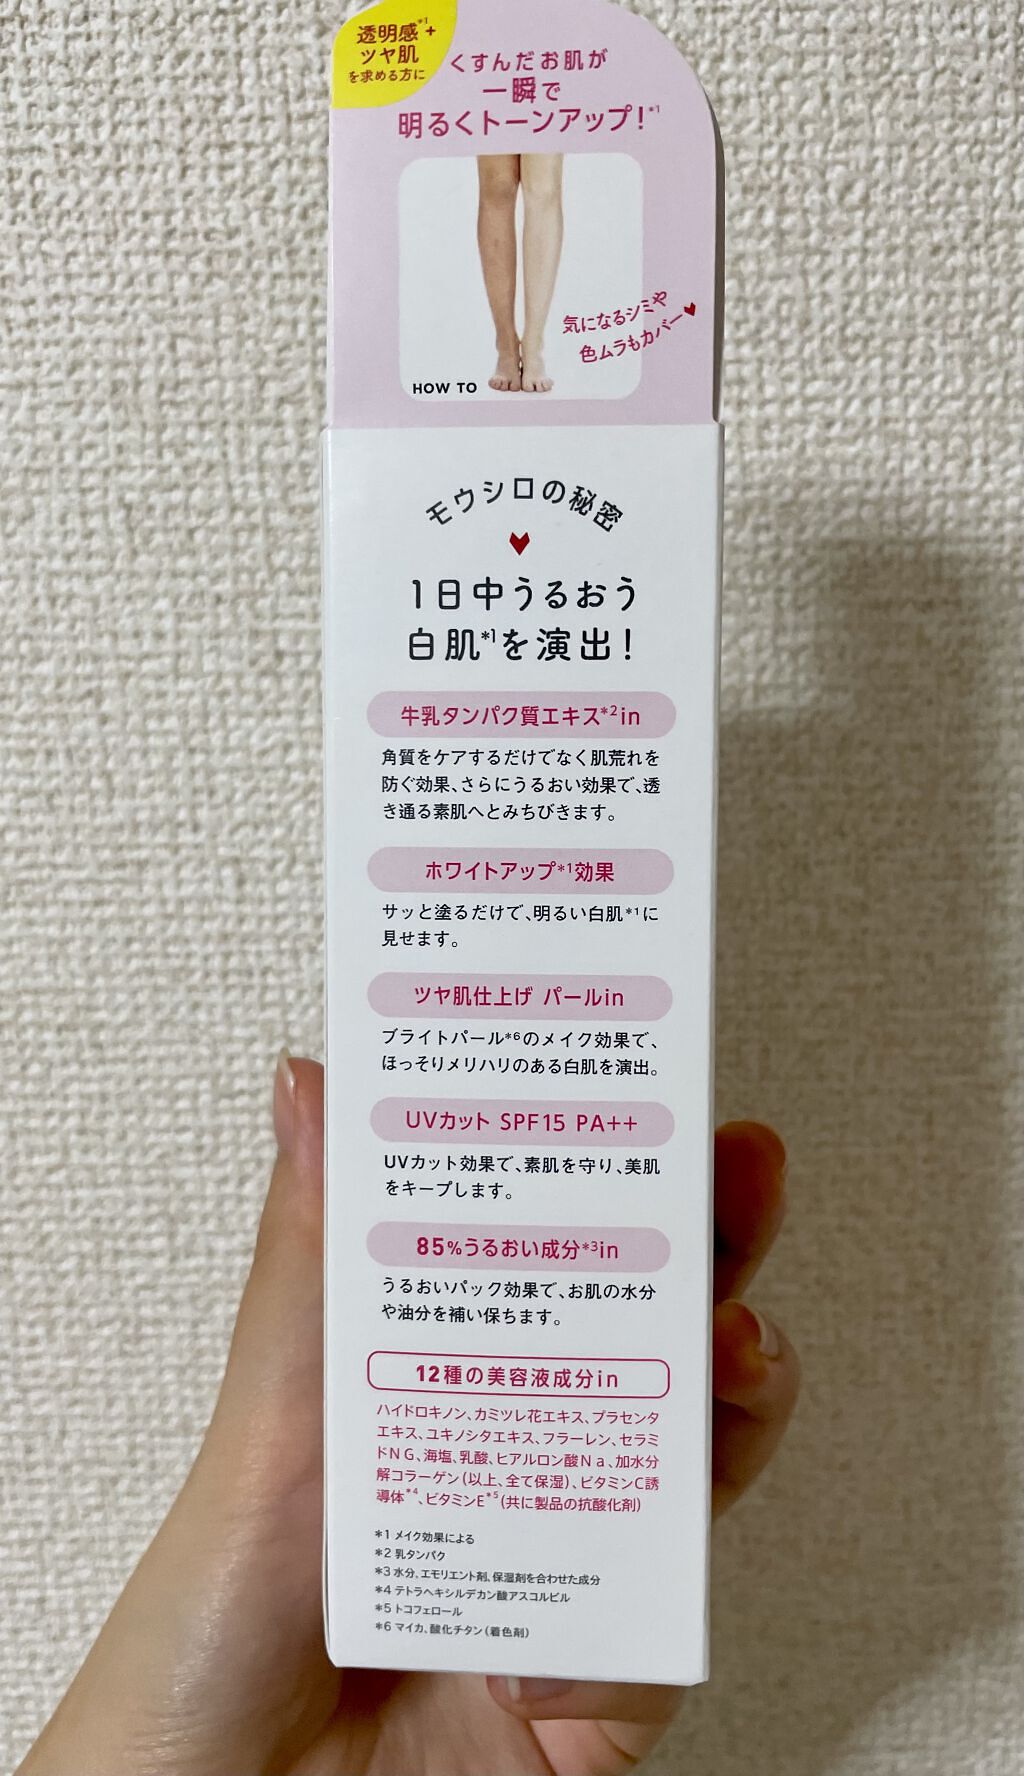 透明感*1+
ツヤ肌
を求める方に
くすんだお肌が
一瞬で
明るくトーンアップ!*1
気になるシミや
色ムラもカバー♥
HOW TO
モウシロの秘密
♥
1日中うるおう
白肌*1を演出!
牛乳タンパク質エキス*2in
角質をケアするだけでなく肌荒れを
防ぐ効果、さらにうるおい効果で、透
き通る素肌へとみちびきます。
ホワイトアップ*1効果
サッと塗るだけで、明るい白肌*1に
見せます。
ツヤ肌仕上げ パールin
ブライトパール*6のメイク効果で、
ほっそりメリハリのある白肌を演出。
UVカット SPF15 PA++
UVカット効果で、素肌を守り、美肌
をキープします。
85%うるおい成分*3in
うるおいパック効果で、お肌の水分
や油分を補い保ちます。
12種の美容液成分in
ハイドロキノン、カミツレ花エキス、プラセンタ
エキス、ユキノシタエキス、フラーレン、セラミ
ドNG、海塩、乳酸、ヒアルロン酸Na、加水分
解コラーゲン(以上、全て保湿)、ビタミンC誘
導体*4、ビタミンE*5(共に製品の抗酸化剤)
*1 メイク効果による
*2 乳タンパク
*3 水分、エモリエント剤、保湿剤を合わせた成分
*4 テトラヘキシルデカン酸アスコルビル
*5 トコフェロール
*6 マイカ、酸化チタン(着色剤)